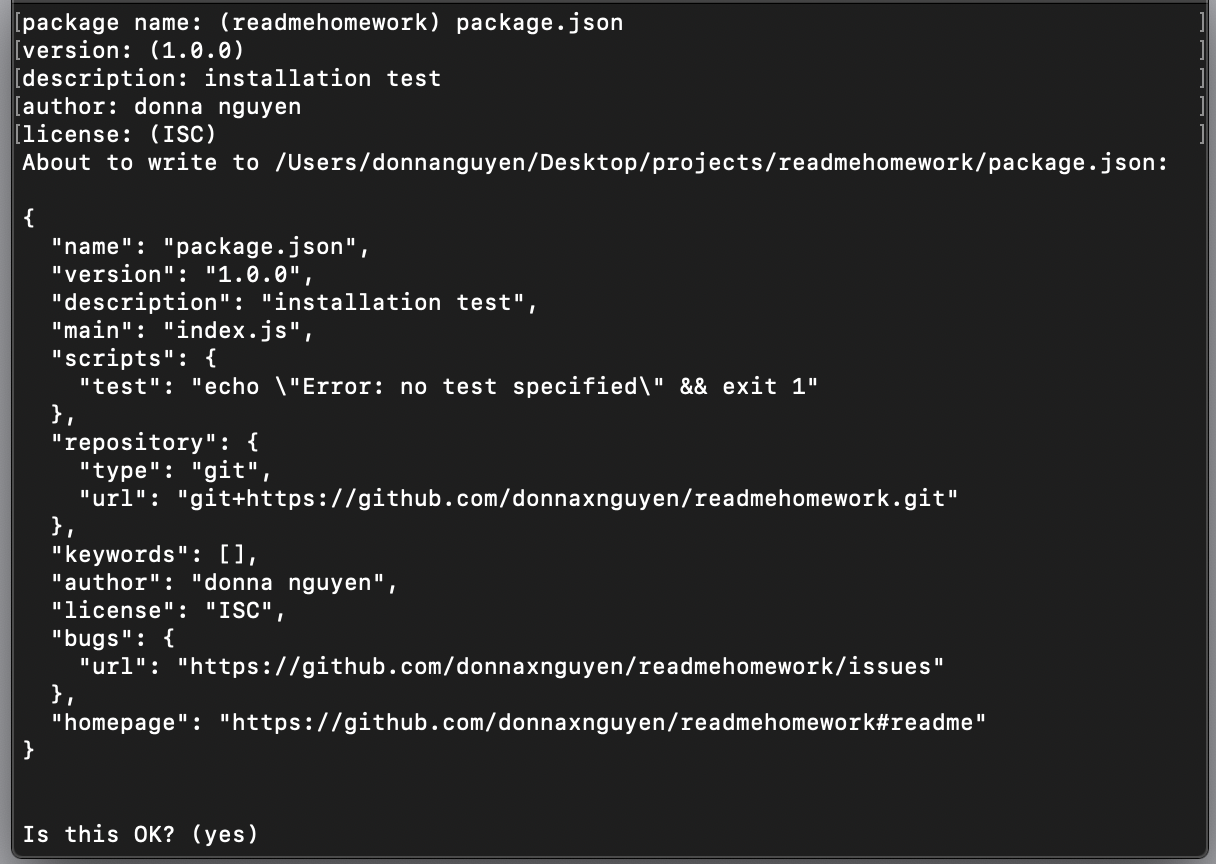 [package name: (readmehomework) package.json ]
[version: (1.0.0) ]
[description: installation test ]
[author: donna nguyen ]
[license: (ISC) ]
About to write to /Users/donnanguyen/Desktop/projects/readmehomework/package.json:

{
  "name": "package.json",
  "version": "1.0.0",
  "description": "installation test",
  "main": "index.js",
  "scripts": {
    "test": "echo \"Error: no test specified\" && exit 1"
  },
  "repository": {
    "type": "git",
    "url": "git+https://github.com/donnaxnguyen/readmehomework.git"
  },
  "keywords": [],
  "author": "donna nguyen",
  "license": "ISC",
  "bugs": {
    "url": "https://github.com/donnaxnguyen/readmehomework/issues"
  },
  "homepage": "https://github.com/donnaxnguyen/readmehomework#readme"
}

Is this OK? (yes)